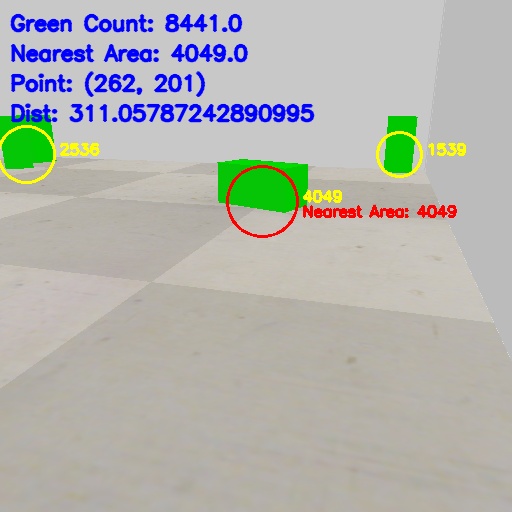 Green Count: 8441.0
Nearest Area: 4049.0
Point: (262, 201)
Dist: 311.05787242890995
2536
1539
4049
Nearest Area: 4049